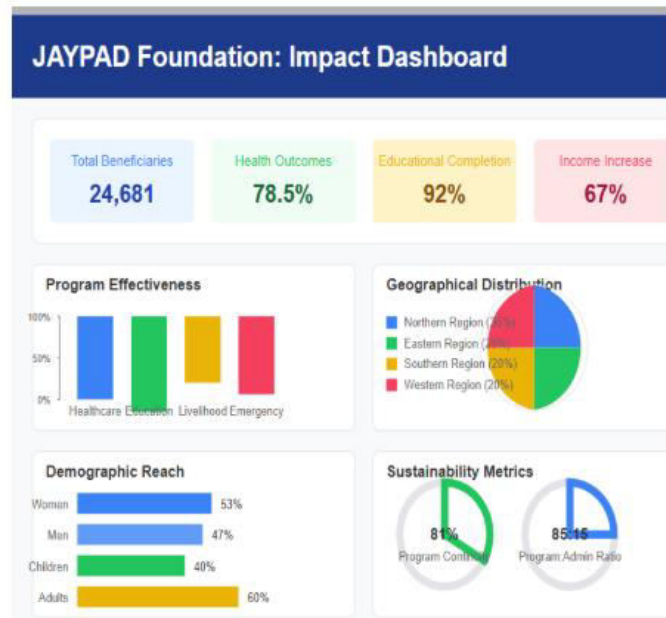 JAYPAD Foundation: Impact Dashboard
Total Beneficiaries
24,681
Health Outcomes
78.5%
Educational Completion
92%
Income Increase
67%
Program Effectiveness
100%
50%
0%
Healthcare Education Livelihood Emergency
Geographical Distribution
Northern Region
Eastern Region
Southern Region (20%)
Western Region (20%)
Demographic Reach
Women 53%
Men 47%
Children 40%
Adults 60%
Sustainability Metrics
81%
Program
85:15
Program:Admin Ratio